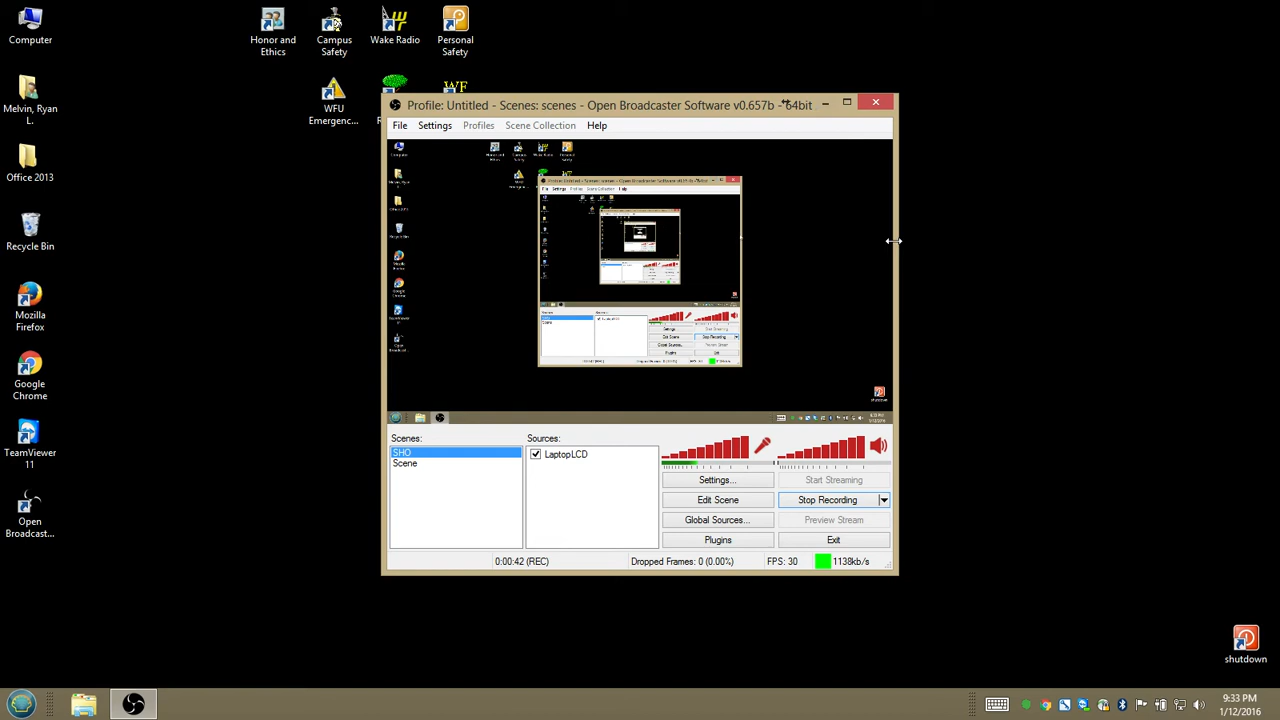 Computer
Honor and
Ethics
Campus
Safety
Wake Radio
Personal
Safety
Melvin, Ryan
L.
WFU
Emergenc...
WF
Office 2013
Recycle Bin
Mozilla
Firefox
Google
Chrome
TeamViewer
11
Open
Broadcast...
Profile: Untitled - Scenes: scenes - Open Broadcaster Software v0.657b - 64bit
File Settings Profiles Scene Collection Help
Scenes:
SHO
Scene
Sources:
LaptopLCD
Settings... Start Streaming
Edit Scene Stop Recording
Global Sources... Preview Stream
Plugins Exit
0:00:42 (REC) Dropped Frames: 0 (0.00%) FPS: 30 1138kb/s
shutdown
9:33 PM
1/12/2016